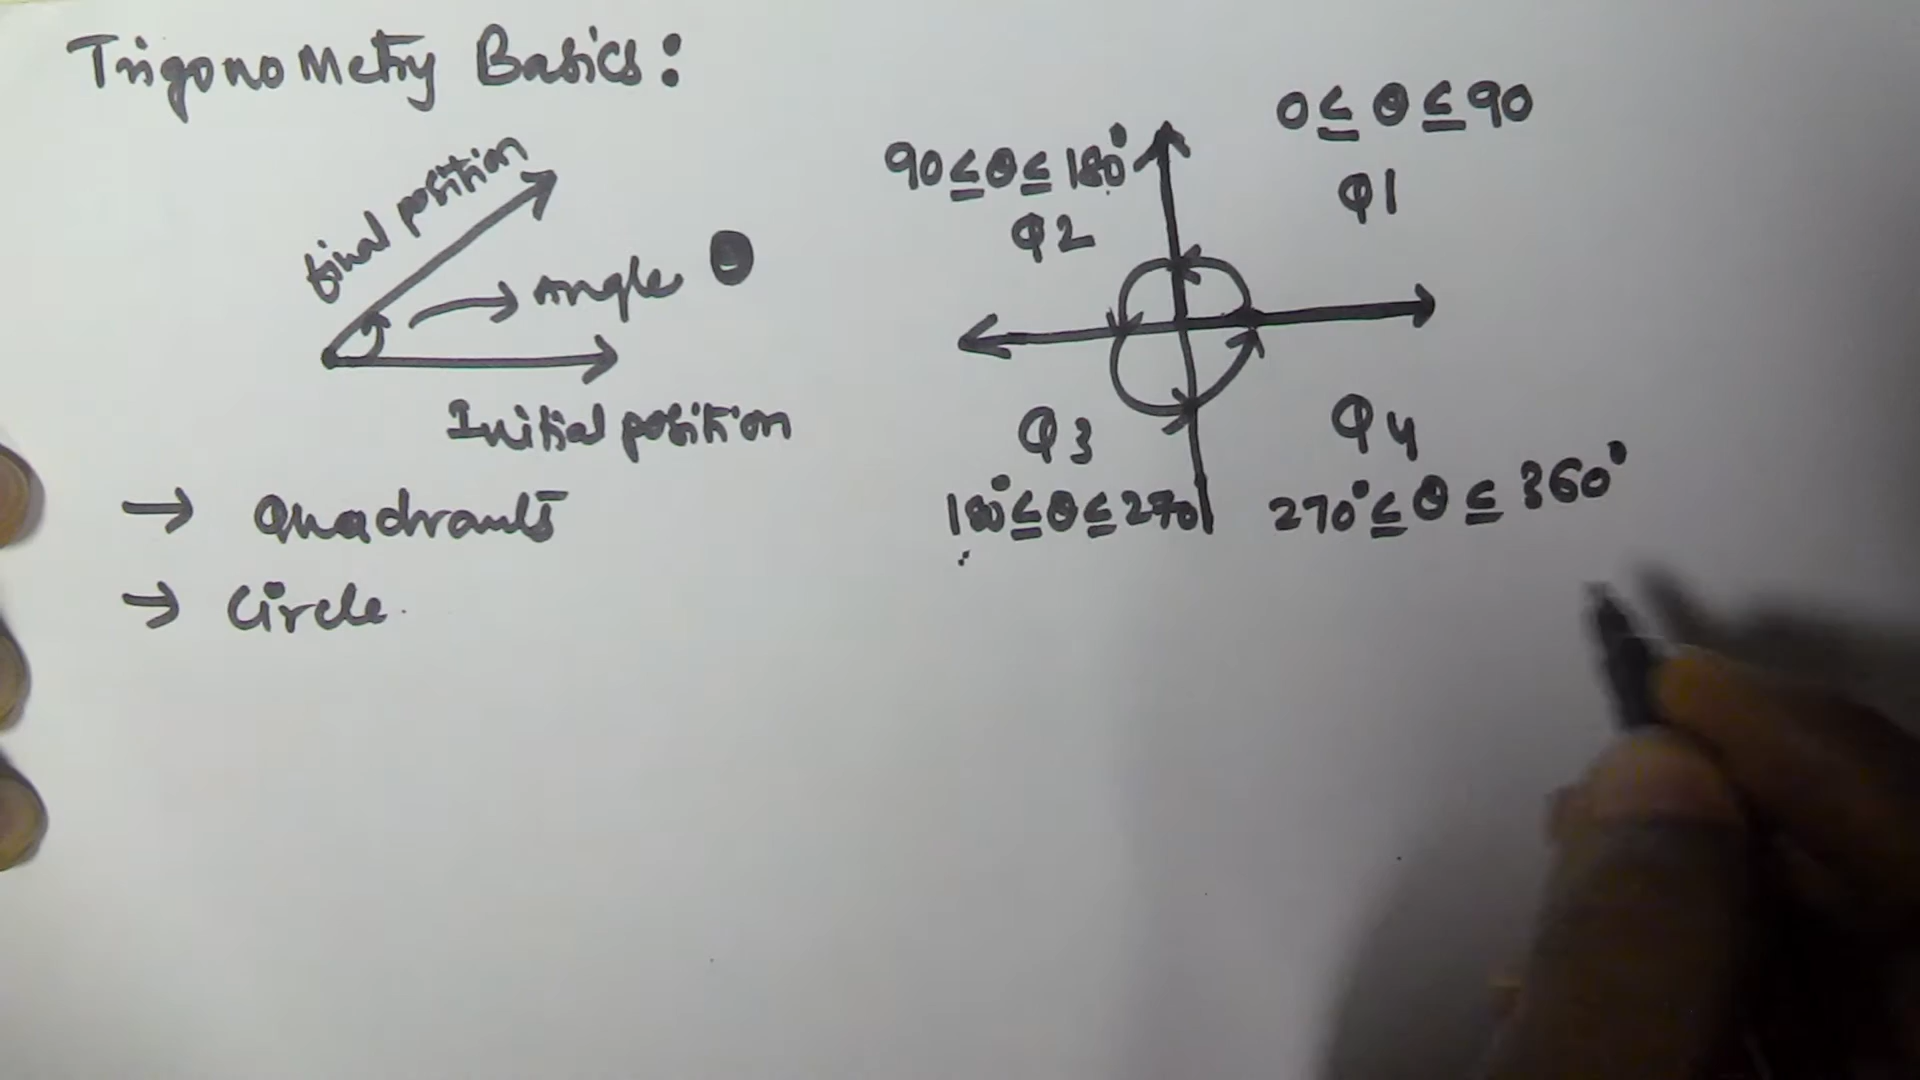 Trigonometry Basics:
final position
Angle θ
Initial position
→ Quadrants
→ Circle.
0 ≤ θ ≤ 90
Q1
90 ≤ θ ≤ 180°
Q2
Q3
180° ≤ θ ≤ 270
Q4
270° ≤ θ ≤ 360°